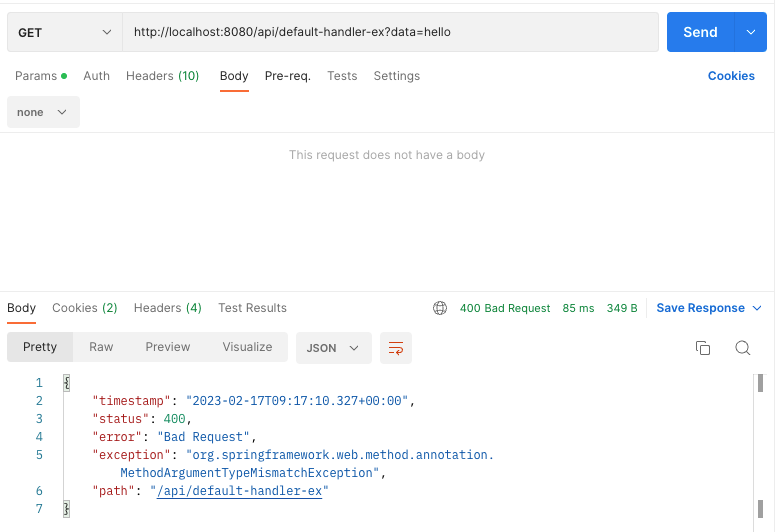 GET http://localhost:8080/api/default-handler-ex?data=hello Send
Params Auth Headers (10) Body Pre-req. Tests Settings Cookies
none
This request does not have a body
Body Cookies (2) Headers (4) Test Results 400 Bad Request 85 ms 349 B Save Response
Pretty Raw Preview Visualize JSON
1 {
2 "timestamp": "2023-02-17T09:17:10.327+00:00",
3 "status": 400,
4 "error": "Bad Request",
5 "exception": "org.springframework.web.method.annotation.
MethodArgumentTypeMismatchException",
6 "path": "/api/default-handler-ex"
7 }